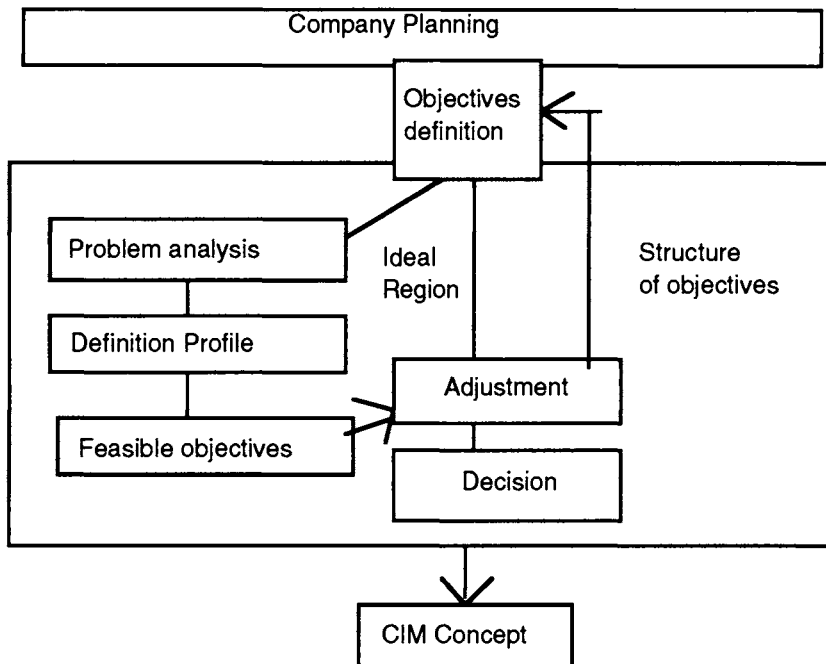 Company Planning
Objectives
definition
Problem analysis
Ideal
Region
Structure
of objectives
Definition Profile
Adjustment
Feasible objectives
Decision
CIM Concept